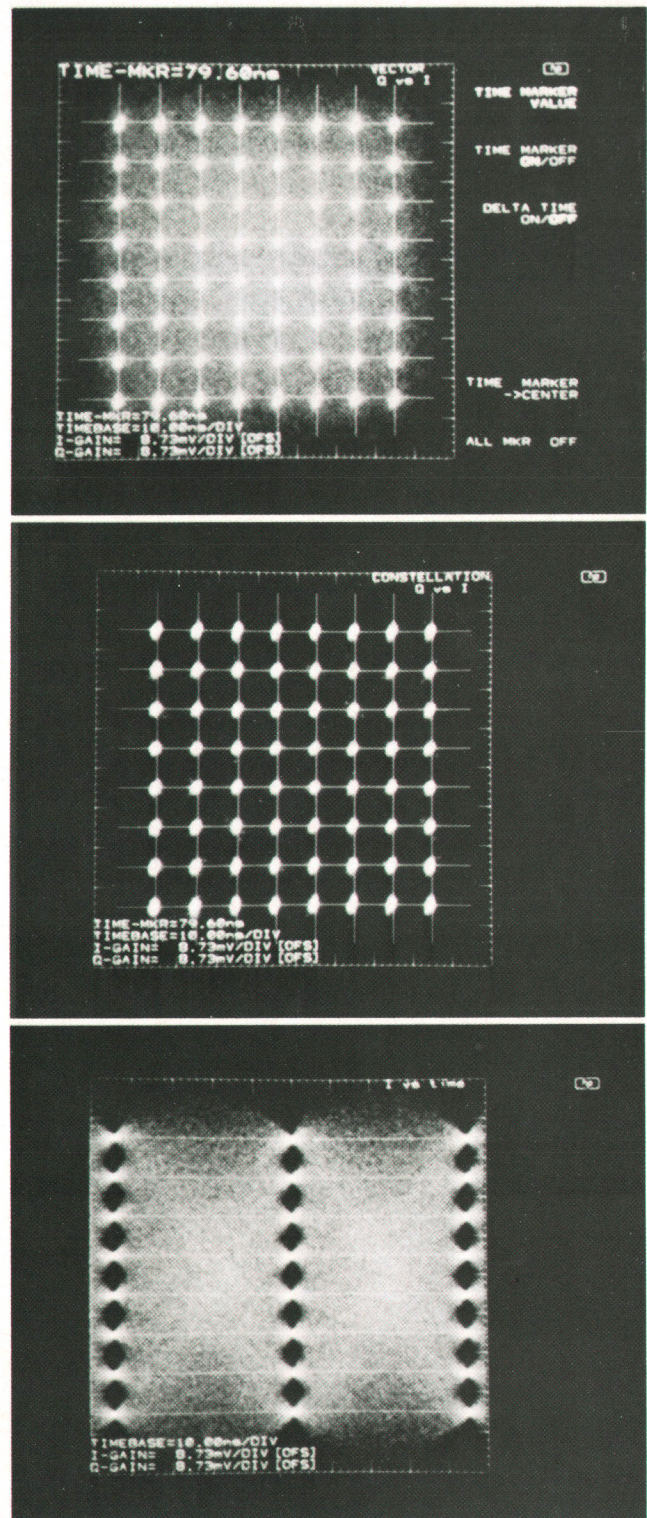 TIME-MKR=79.60ns
VECTOR
Q vs I
hp
TIME MARKER
VALUE
TIME MARKER
ON/OFF
DELTA TIME
ON/OFF
TIME MARKER
->CENTER
ALL MKR OFF
TIME-MKR=79.60ns
TIMEBASE=10.00ns/DIV
I-GAIN= 8.73mV/DIV [OFS]
Q-GAIN= 8.73mV/DIV [OFS]
CONSTELLATION
Q vs I
hp
TIME-MKR=79.60ns
TIMEBASE=10.00ns/DIV
I-GAIN= 8.73mV/DIV [OFS]
Q-GAIN= 8.73mV/DIV [OFS]
I vs time
hp
TIMEBASE=10.00ns/DIV
I-GAIN= 8.73mV/DIV [OFS]
Q-GAIN= 8.73mV/DIV [OFS]